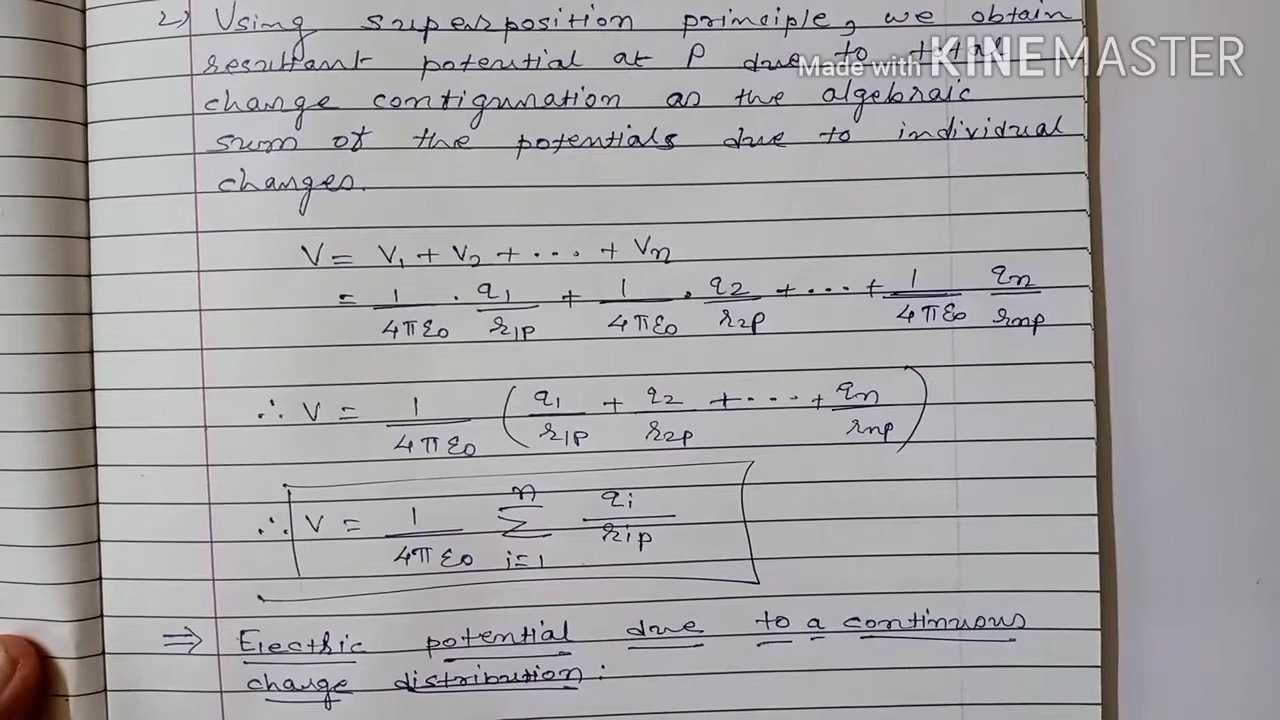 2) Using superposition principle, we obtain
resultant potential at P due to total
Made with KINEMASTER
charge configuration as the algebraic
sum of the potentials due to individual
charges.
V = V₁ + V₂ + ... + Vn
= 1/4πε₀ · q₁/r₁p + 1/4πε₀ · q₂/r₂p + ... + 1/4πε₀ qn/rnp
∴ V = 1/4πε₀ (q₁/r₁p + q₂/r₂p + ... + qn/rnp)
∴ V = 1/4πε₀ Σ i=1 n qi/rip
⇒ Electric potential due to a continuous
charge distribution: